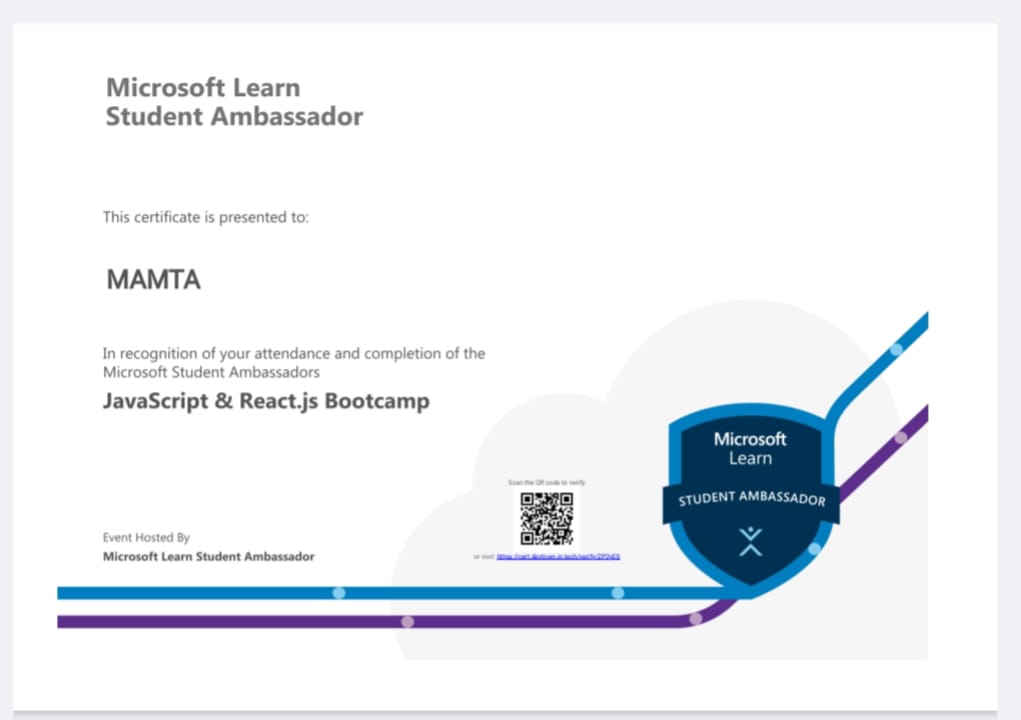 Microsoft Learn
Student Ambassador
This certificate is presented to:
MAMTA
In recognition of your attendance and completion of the
Microsoft Student Ambassadors
JavaScript & React.js Bootcamp
Microsoft
Learn
STUDENT AMBASSADOR
Scan the QR code to verify
Event Hosted By
Microsoft Learn Student Ambassador
or visit: